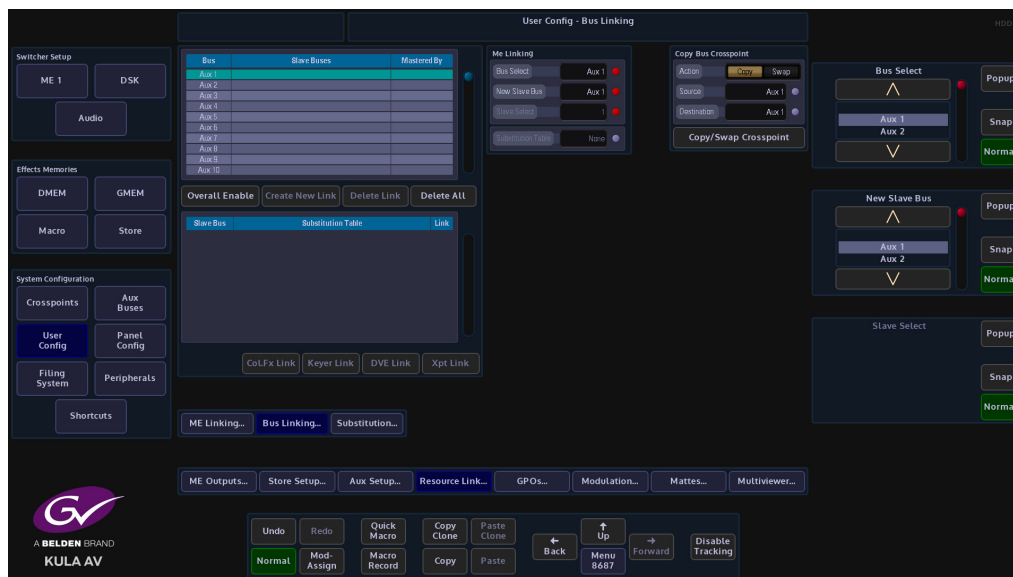 User Config - Bus Linking
HDD
Switcher Setup
ME 1
DSK
Audio
Effects Memories
DMEM
GMEM
Macro
Store
System Configuration
Crosspoints
Aux
Buses
User
Config
Panel
Config
Filing
System
Peripherals
Shortcuts
A BELDEN BRAND
KULA AV
Bus
Slave Buses
Mastered By
Aux 1
Aux 2
Aux 3
Aux 4
Aux 5
Aux 6
Aux 7
Aux 8
Aux 9
Aux 10
Overall Enable
Create New Link
Delete Link
Delete All
Slave Bus
Substitution Table
Link
Col.Fx Link
Keyer Link
DVE Link
Xpt Link
Me Linking
Bus Select
Aux 1
New Slave Bus
Aux 1
Slave Select
1
Substitution Table
None
Copy Bus Crosspoint
Action
Copy
Swap
Source
Aux 1
Destination
Aux 1
Copy/Swap Crosspoint
Bus Select
Aux 1
Aux 2
Popup
Snap
Norma
New Slave Bus
Aux 1
Aux 2
Popup
Snap
Norma
Slave Select
Popup
Snap
Norma
ME Linking...
Bus Linking...
Substitution...
ME Outputs...
Store Setup...
Aux Setup...
Resource Link...
GPOs...
Modulation...
Mattes...
Multiviewer...
Undo
Redo
Quick
Macro
Copy
Clone
Paste
Clone
Normal
Mod-
Assign
Macro
Record
Copy
Paste
Back
Up
Menu
8687
Forward
Disable
Tracking